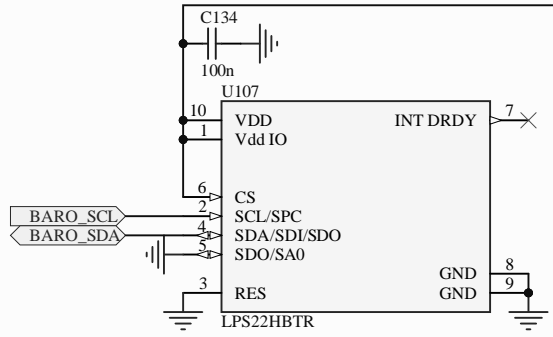 C134
100n
U107
10 VDD INT DRDY 7
1 Vdd IO
6 CS
BARO_SCL 2 SCL/SPC
BARO_SDA 4 SDA/SDI/SDO
5 SDO/SA0
GND 8
3 RES GND 9
LPS22HBTR